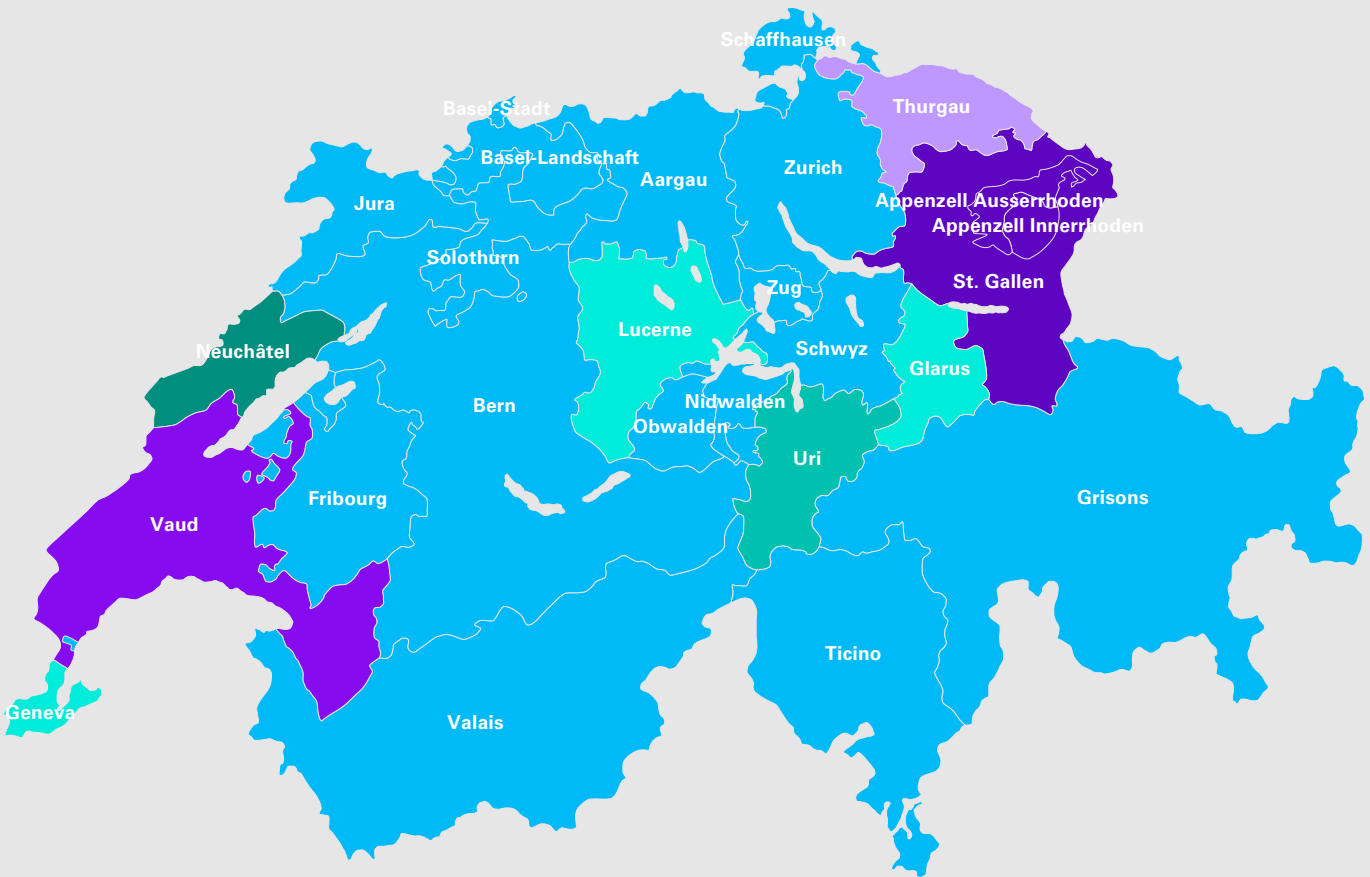 Schaffhausen
Basel-Stadt
Thurgau
Basel-Landschaft
Zurich
Aargau
Jura
Appenzell Ausserrhoden
Appenzell Innerrhoden
Solothurn
St. Gallen
Zug
Lucerne
Schwyz
Neuchâtel
Glarus
Nidwalden
Bern
Obwalden
Uri
Grisons
Fribourg
Vaud
Ticino
Geneva
Valais